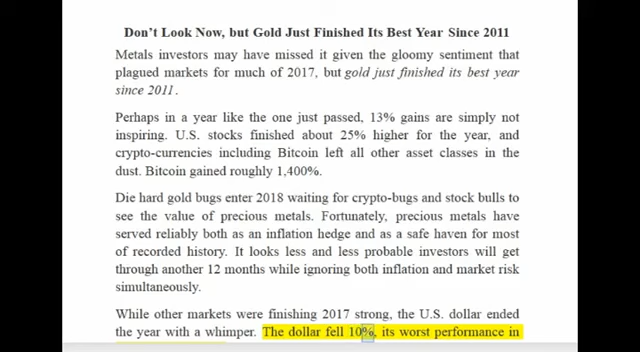 Don't Look Now, but Gold Just Finished Its Best Year Since 2011
Metals investors may have missed it given the gloomy sentiment that
plagued markets for much of 2017, but gold just finished its best year
since 2011.
Perhaps in a year like the one just passed, 13% gains are simply not
inspiring. U.S. stocks finished about 25% higher for the year, and
crypto-currencies including Bitcoin left all other asset classes in the
dust. Bitcoin gained roughly 1,400%.
Die hard gold bugs enter 2018 waiting for crypto-bugs and stock bulls to
see the value of precious metals. Fortunately, precious metals have
served reliably both as an inflation hedge and as a safe haven for most
of recorded history. It looks less and less probable investors will get
through another 12 months while ignoring both inflation and market risk
simultaneously.
While other markets were finishing 2017 strong, the U.S. dollar ended
the year with a whimper. The dollar fell 10%, its worst performance in